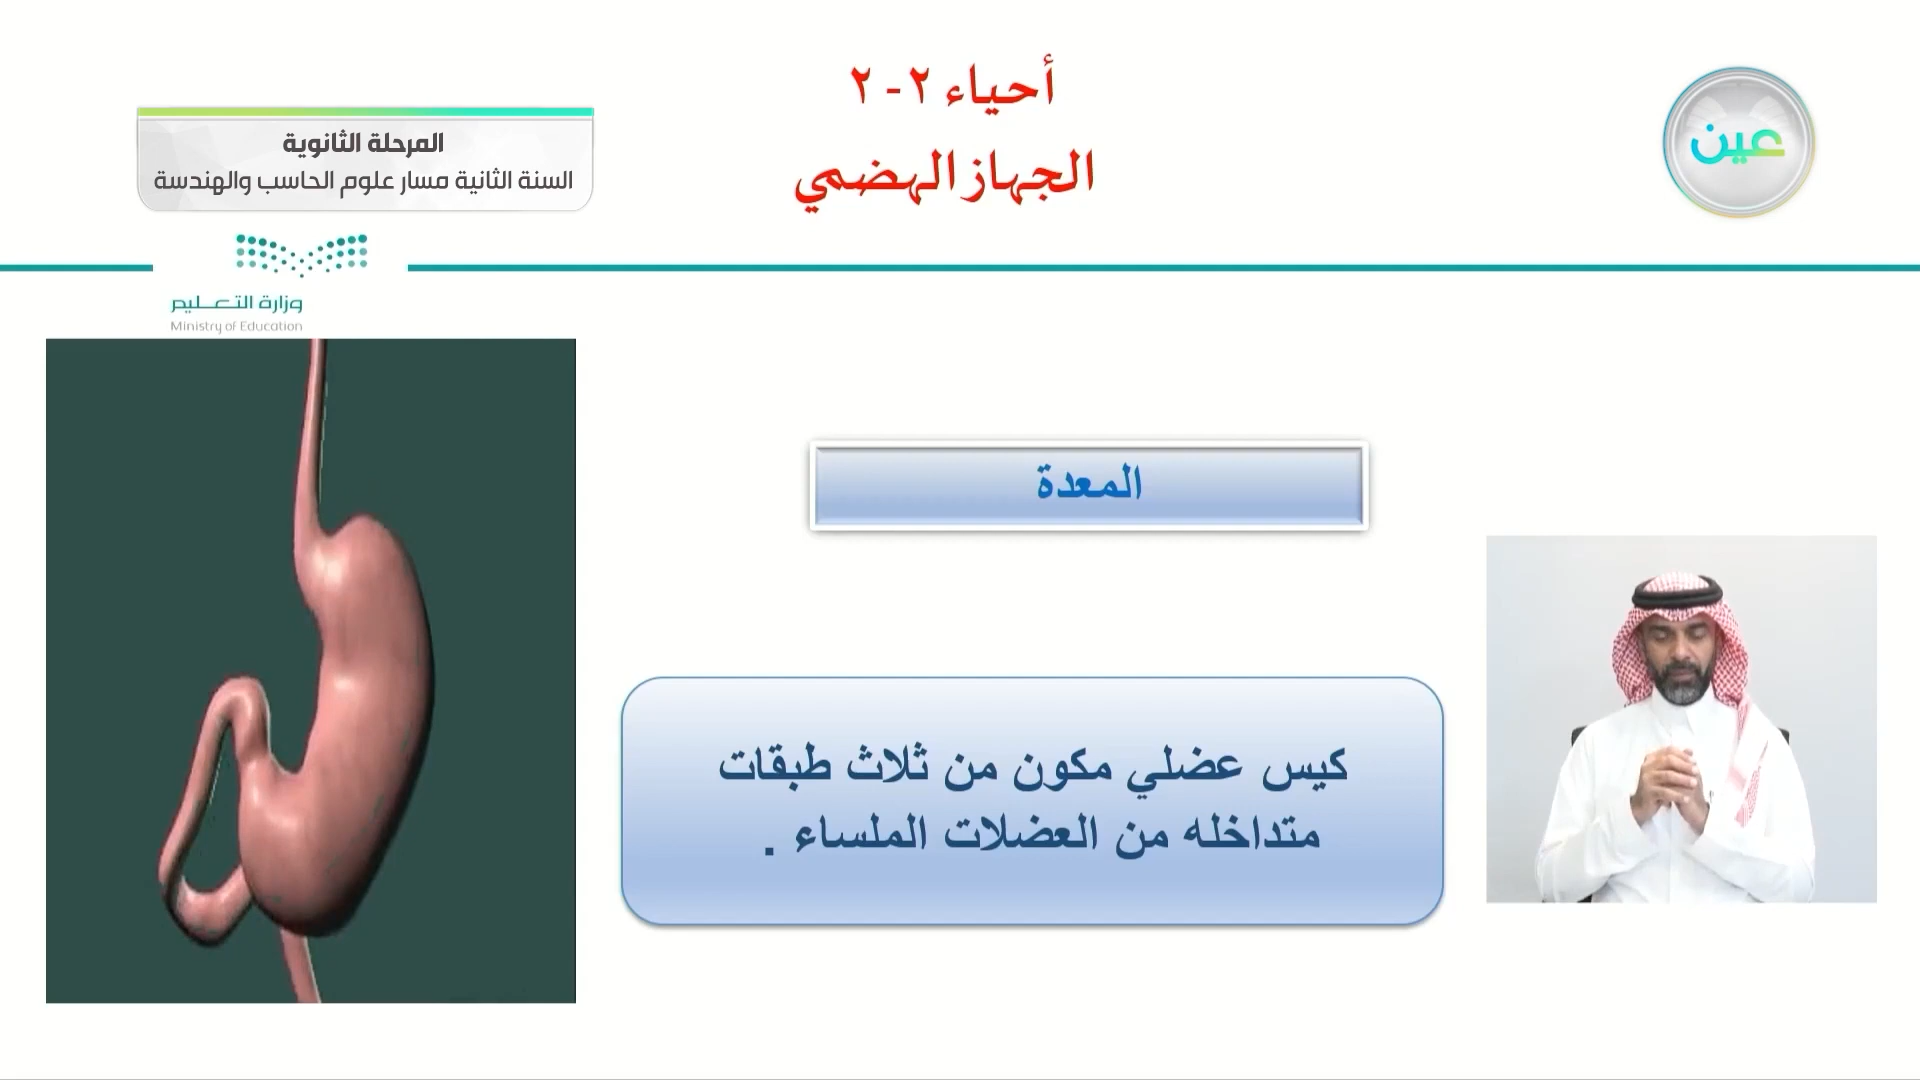 أحياء ٢-٢
الجهاز الهضمي
عين
المرحلة الثانوية
السنة الثانية مسار علوم الحاسب والهندسة
وزارة التعليم
Ministry of Education
المعدة
كيس عضلي مكون من ثلاث طبقات
متداخله من العضلات الملساء .